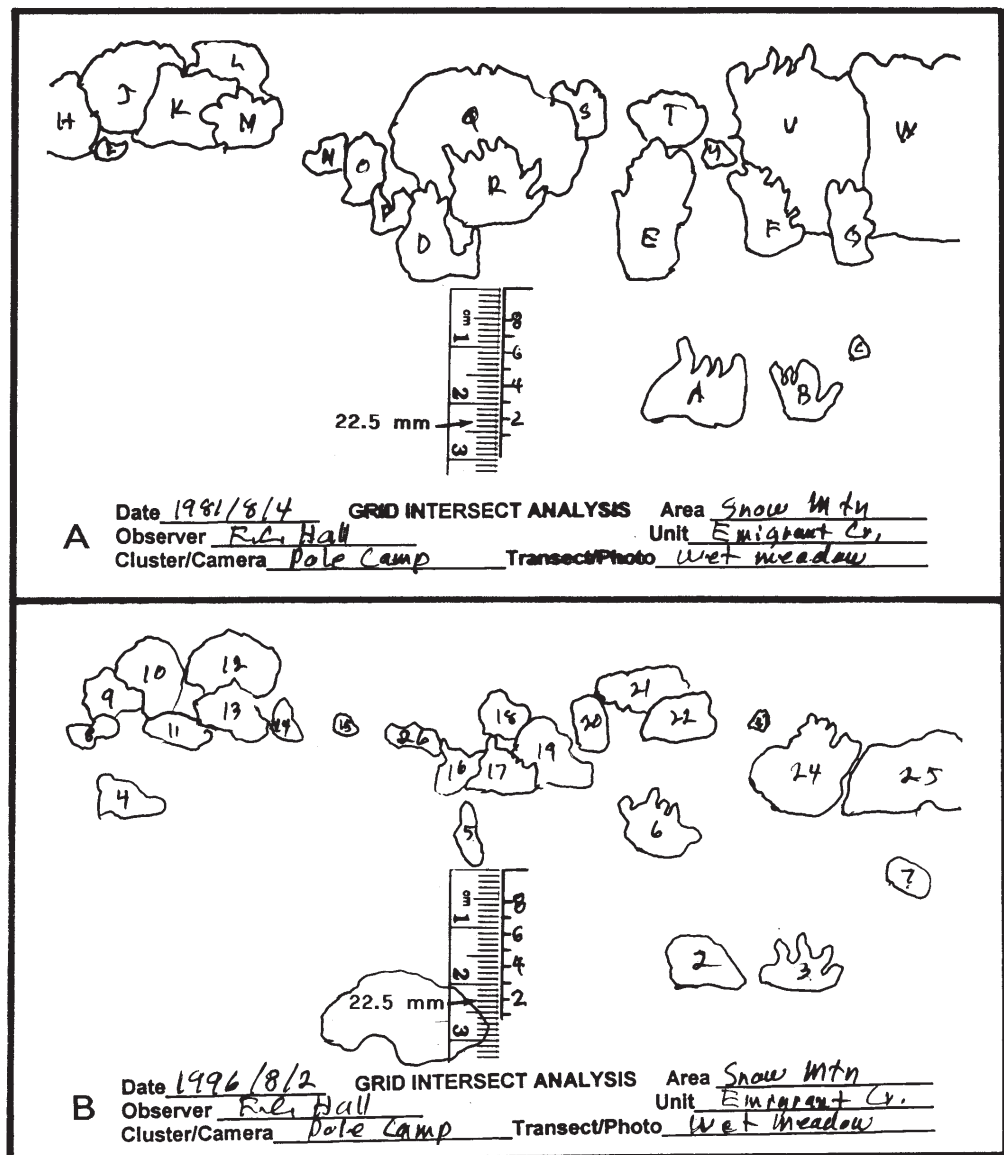 H J K L M
N O P Q R S D
T E Y U F G W
cm 1 2 3
8 6 4 2
22.5 mm
A B C
A
Date 1981/8/4 GRID INTERSECT ANALYSIS Area Snow Mtn
Observer F.C. Hall Unit Emigrant Cr.
Cluster/Camera Pole Camp Transect/Photo Wet meadow
9 10 11 12 13 14 15
8 4
26 16 17 18 19 20 21 22
5 6
24 25
7
cm 1 2 3
8 6 4 2
22.5 mm
2 3
B
Date 1996/8/2 GRID INTERSECT ANALYSIS Area Snow Mtn
Observer F.C. Hall Unit Emigrant Cr.
Cluster/Camera Pole Camp Transect/Photo Wet meadow